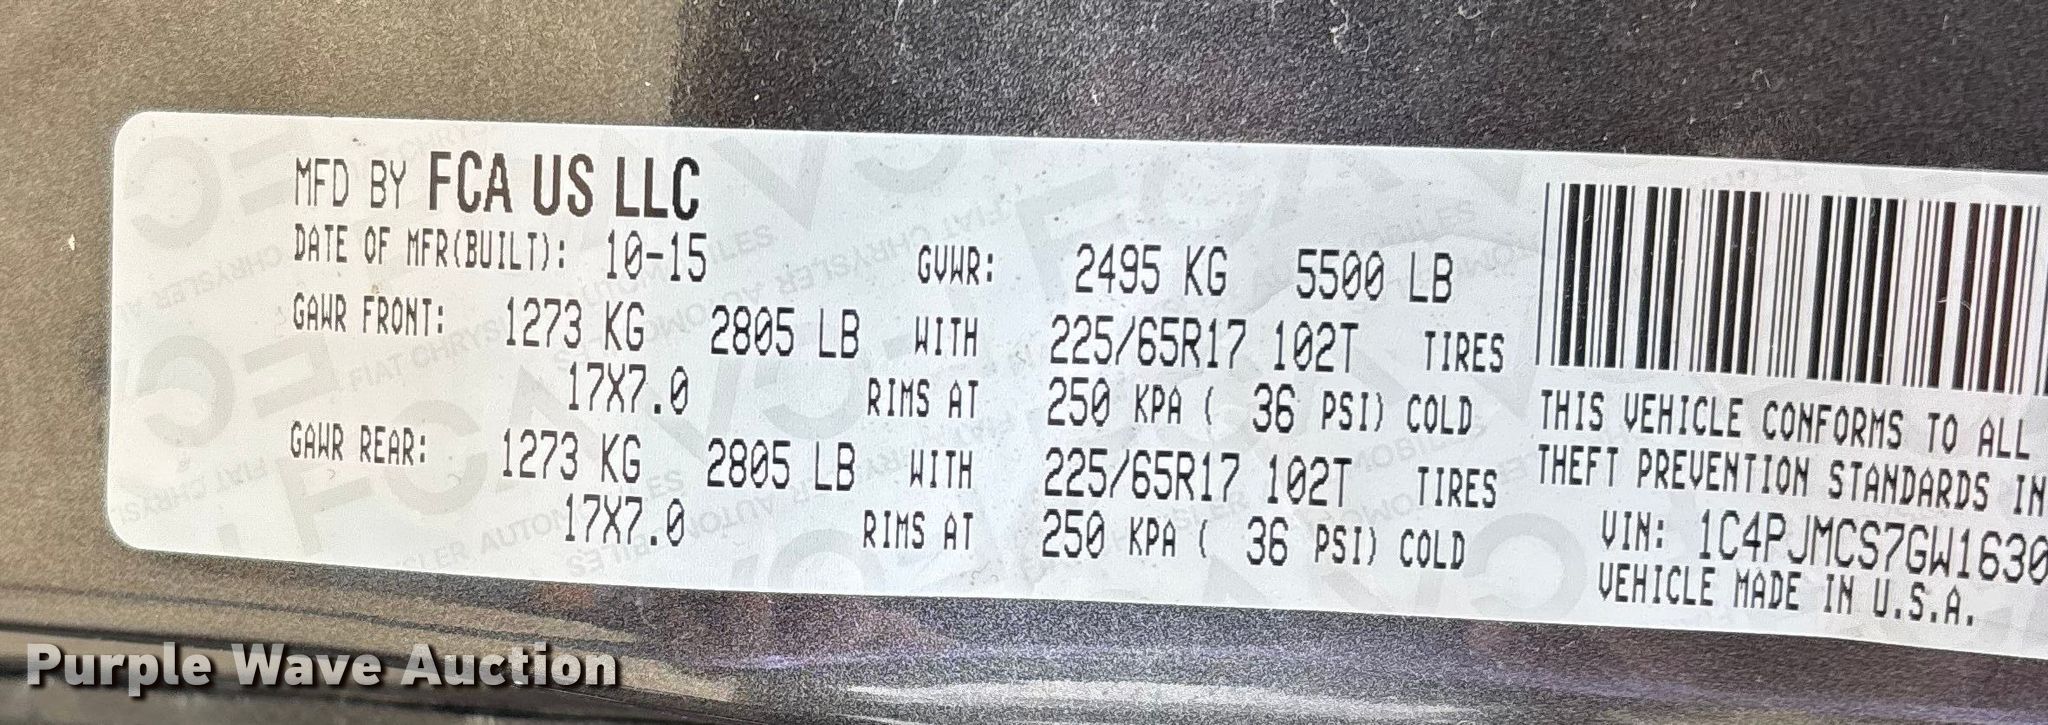 MFD BY FCA US LLC
DATE OF MFR(BUILT): 10-15 GVWR: 2495 KG 5500 LB
GAWR FRONT: 1273 KG 2805 LB WITH 225/65R17 102T TIRES
17X7.0 RIMS AT 250 KPA ( 36 PSI) COLD
GAWR REAR: 1273 KG 2805 LB WITH 225/65R17 102T TIRES
17X7.0 RIMS AT 250 KPA ( 36 PSI) COLD
THIS VEHICLE CONFORMS TO ALL
THEFT PREVENTION STANDARDS IN
VIN: 1C4PJMCS7GW1630
VEHICLE MADE IN U.S.A.
Purple Wave Auction